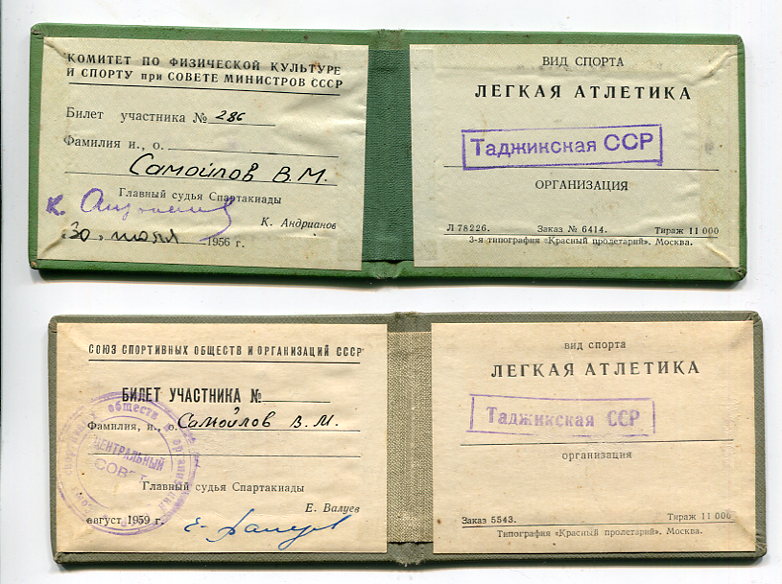 КОМИТЕТ ПО ФИЗИЧЕСКОЙ КУЛЬТУРЕ
И СПОРТУ при СОВЕТЕ МИНИСТРОВ СССР
Билет участника № 286
Фамилия и., о.
Самойлов В.М.
Главный судья Спартакиады
К. Андрианов
30 июля 1956 г.
ВИД СПОРТА
ЛЕГКАЯ АТЛЕТИКА
Таджикская ССР
ОРГАНИЗАЦИЯ
Л 78226. Заказ № 6414. Тираж 11 000
3-я типография «Красный пролетарий». Москва.
СОЮЗ СПОРТИВНЫХ ОБЩЕСТВ И ОРГАНИЗАЦИЙ СССР
БИЛЕТ УЧАСТНИКА №
Фамилия, и., о. Самойлов В.М.
ЦЕНТРАЛЬНЫЙ
Главный судья Спартакиады
Е. Валуев
август 1959 г.
вид спорта
ЛЕГКАЯ АТЛЕТИКА
Таджикская ССР
организация
Заказ 5543. Тираж 11 000
Типография «Красный пролетарий». Москва.